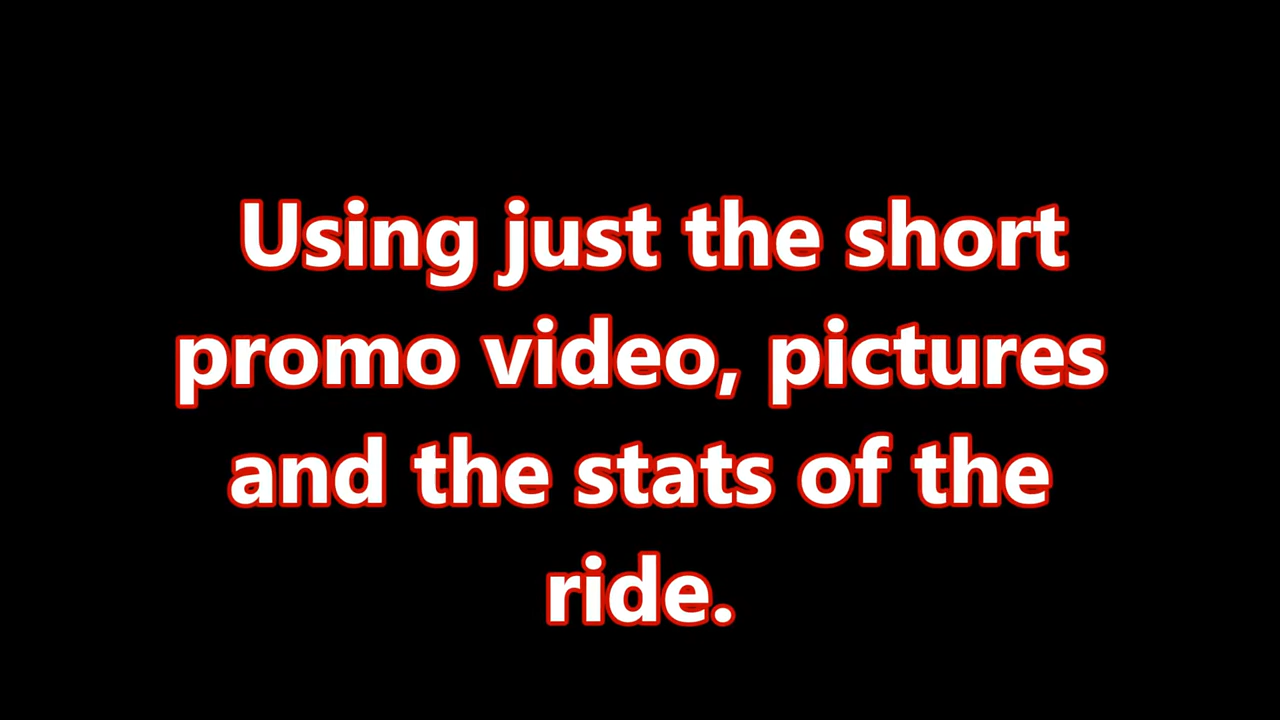 Using just the short
promo video, pictures
and the stats of the
ride.